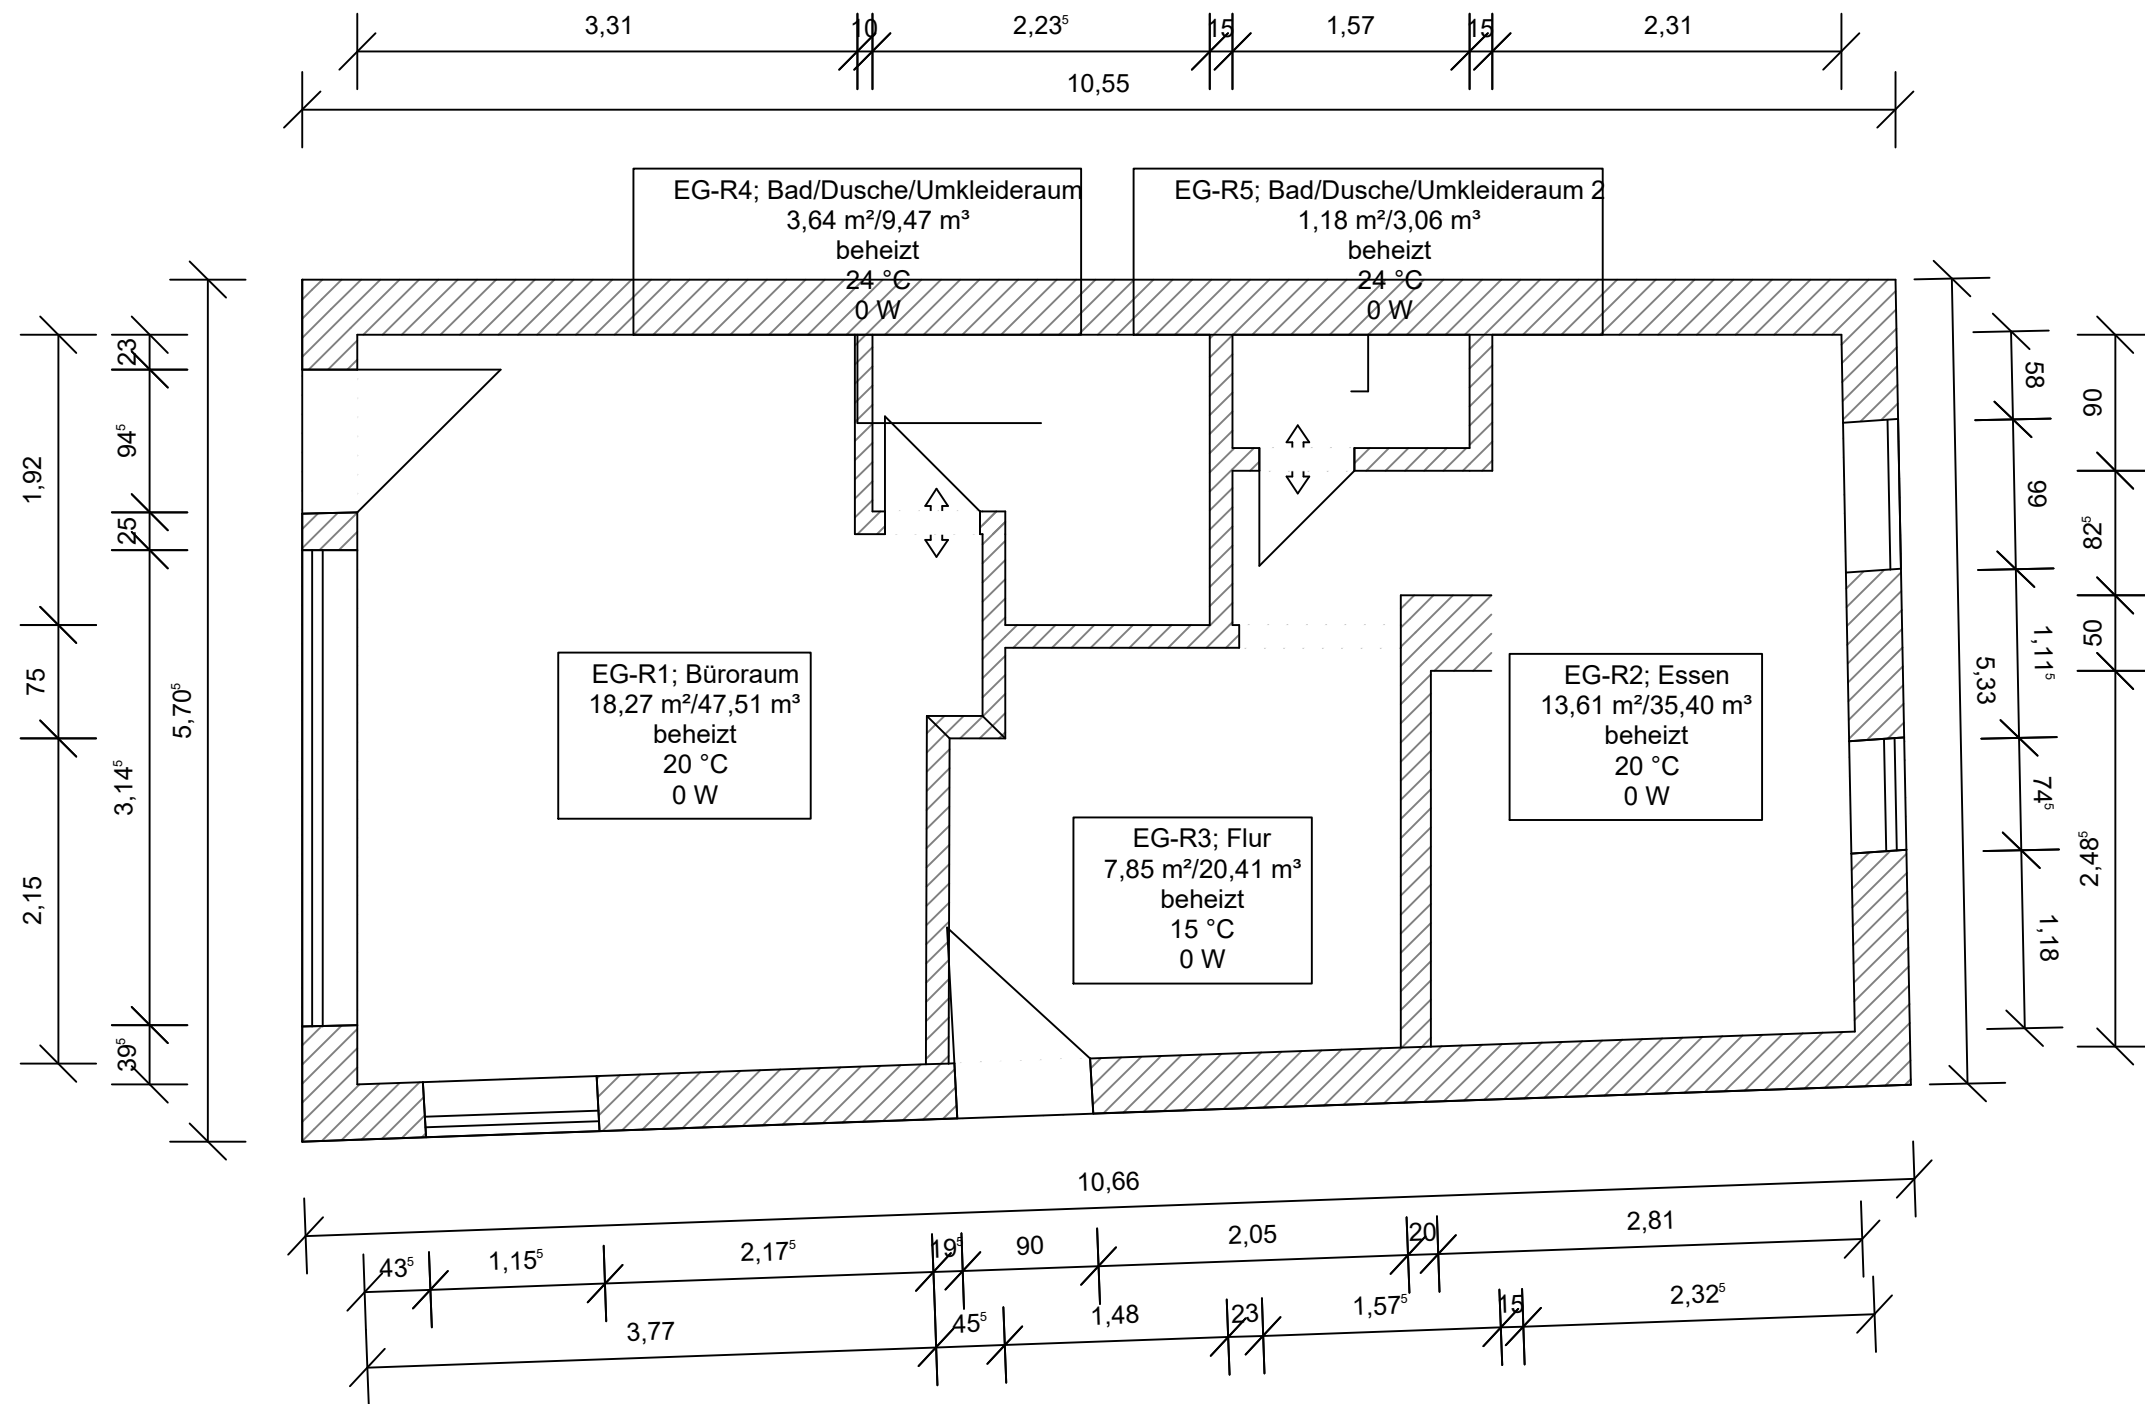 3,31
10
2,23⁵
15
1,57
15
2,31
10,55
EG-R4; Bad/Dusche/Umkleideraum
3,64 m²/9,47 m³
beheizt
24 °C
0 W
EG-R5; Bad/Dusche/Umkleideraum 2
1,18 m²/3,06 m³
beheizt
24 °C
0 W
1,92
75
2,15
23
94⁵
25
3,14⁵
39⁵
5,70⁵
EG-R1; Büroraum
18,27 m²/47,51 m³
beheizt
20 °C
0 W
EG-R2; Essen
13,61 m²/35,40 m³
beheizt
20 °C
0 W
EG-R3; Flur
7,85 m²/20,41 m³
beheizt
15 °C
0 W
5,33
58
99
1,11⁵
74⁵
1,18
90
82⁵
50
2,48⁵
10,66
43⁵
1,15⁵
2,17⁵
19⁵
90
2,05
20
2,81
3,77
45⁵
1,48
23
1,57⁵
15
2,32⁵